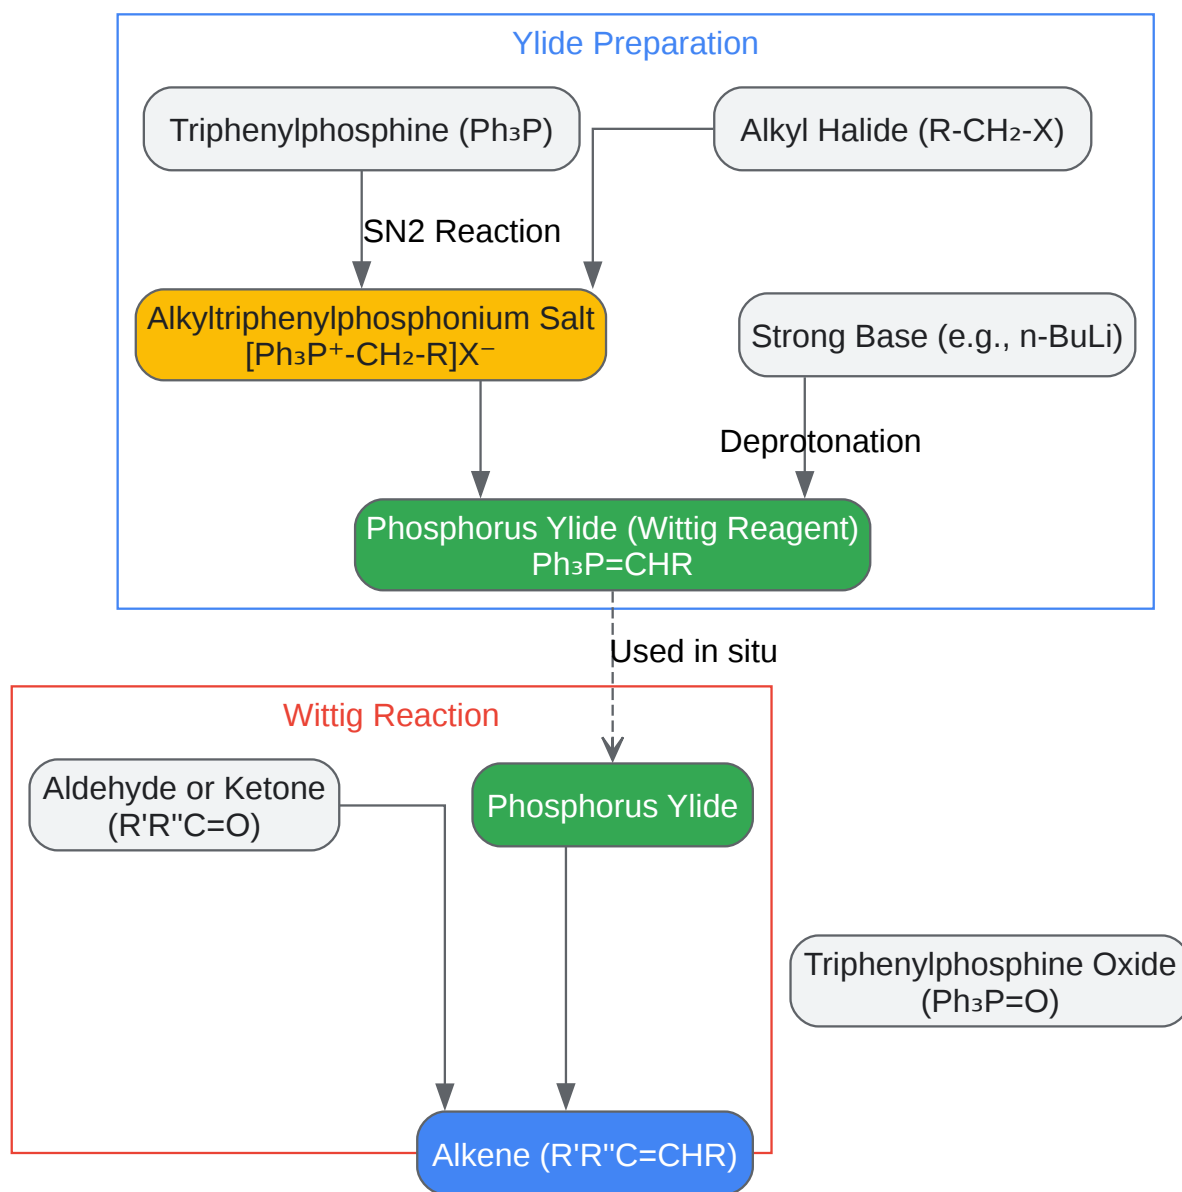 Ylide Preparation
Triphenylphosphine (Ph₃P)
Alkyl Halide (R-CH₂-X)
SN2 Reaction
Alkyltriphenylphosphonium Salt
[Ph₃P⁺-CH₂-R]X⁻
Strong Base (e.g., n-BuLi)
Deprotonation
Phosphorus Ylide (Wittig Reagent)
Ph₃P=CHR
Used in situ
Wittig Reaction
Aldehyde or Ketone
(R'R"C=O)
Phosphorus Ylide
Triphenylphosphine Oxide
(Ph₃P=O)
Alkene (R'R"C=CHR)